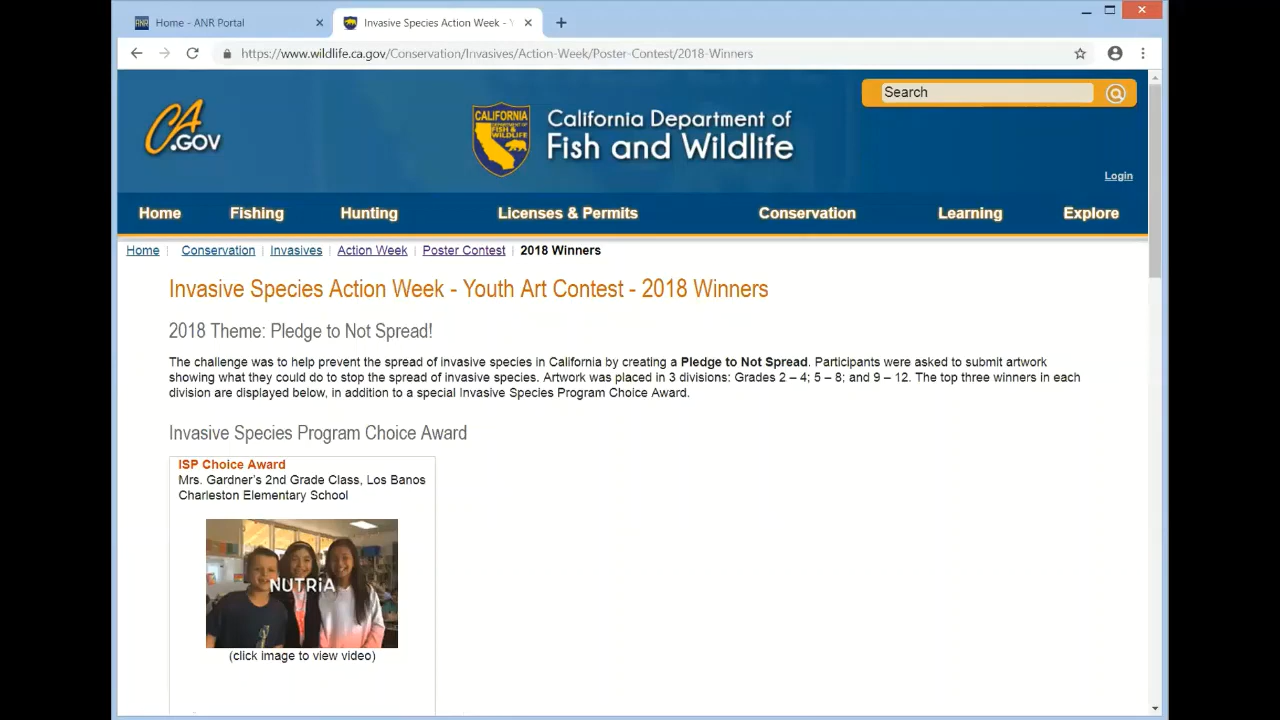 Home - ANR Portal
Invasive Species Action Week - Y
https://www.wildlife.ca.gov/Conservation/Invasives/Action-Week/Poster-Contest/2018-Winners
CA.GOV
CALIFORNIA
FISH & WILDLIFE
California Department of
Fish and Wildlife
Search
Login
Home Fishing Hunting Licenses & Permits Conservation Learning Explore
Home | Conservation | Invasives | Action Week | Poster Contest | 2018 Winners
Invasive Species Action Week - Youth Art Contest - 2018 Winners
2018 Theme: Pledge to Not Spread!
The challenge was to help prevent the spread of invasive species in California by creating a Pledge to Not Spread. Participants were asked to submit artwork
showing what they could do to stop the spread of invasive species. Artwork was placed in 3 divisions: Grades 2 – 4; 5 – 8; and 9 – 12. The top three winners in each
division are displayed below, in addition to a special Invasive Species Program Choice Award.
Invasive Species Program Choice Award
ISP Choice Award
Mrs. Gardner's 2nd Grade Class, Los Banos
Charleston Elementary School
NUTRiA
(click image to view video)